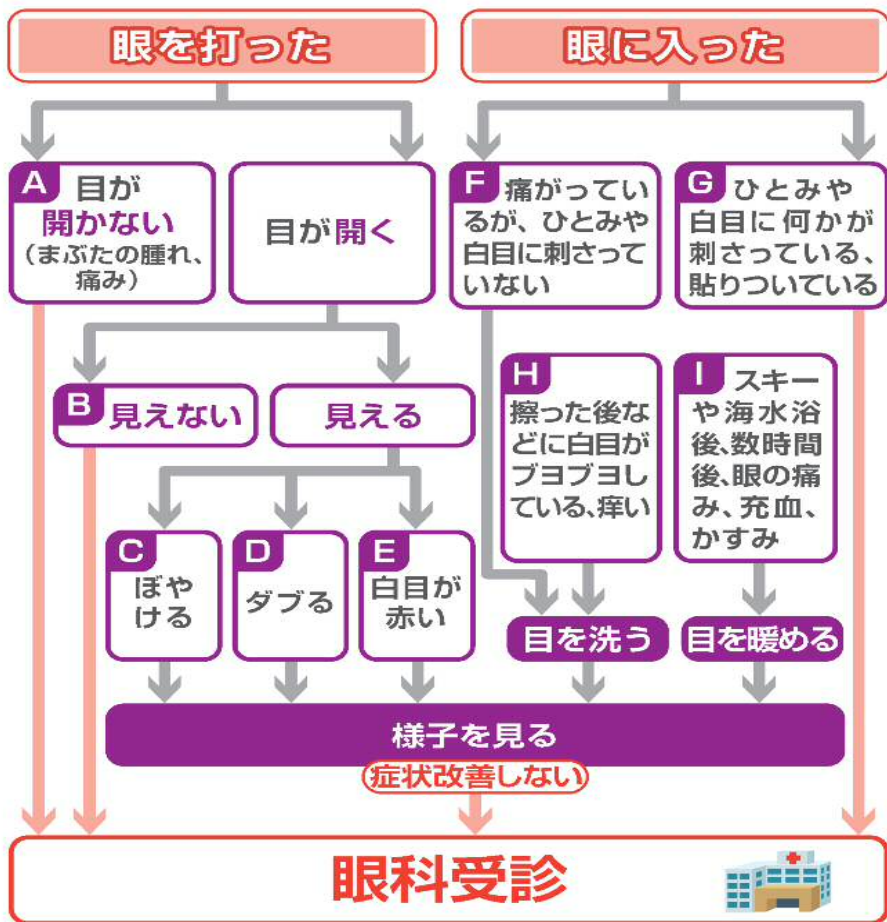 眼を打った
眼に入った
A 目が
開かない
(まぶたの腫れ、
痛み)
目が開く
F 痛がってい
るが、ひとみや
白目に刺さって
いない
G ひとみや
白目に何かが
刺さっている、
貼りついている
B 見えない
見える
H
擦った後な
どに白目が
ブヨブヨし
ている、痒い
I スキー
や海水浴
後、数時間
後、眼の痛
み、充血、
かすみ
C
ぼや
ける
D
ダブる
E
白目が
赤い
目を洗う
目を暖める
様子を見る
症状改善しない
眼科受診